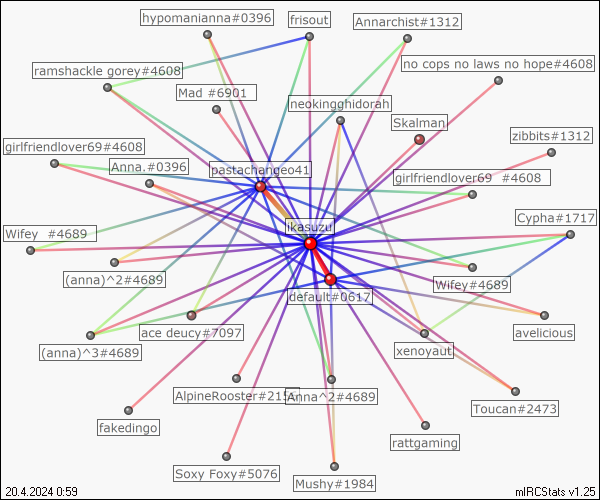 hypomanianna#0396
frisout
Annarchist#1312
ramshackle gorey#4608
no cops no laws no hope#4608
Mad #6901
neokingghidorah
Skalman
zibbits#1312
girlfriendlover69#4608
Anna.#0396
pastachangeo41
girlfriendlover69 #4608
Cypha#1717
Wifey #4689
ikasuzu
(anna)^2#4689
Wifey#4689
default#0617
ace deucy#7097
avelicious
(anna)^3#4689
xenoyaut
Anna^2#4689
Toucan#2473
fakedingo
rattgaming
Soxy Foxy#5076
Mushy#1984
20.4.2024 0:59
mIRCStats v1.25